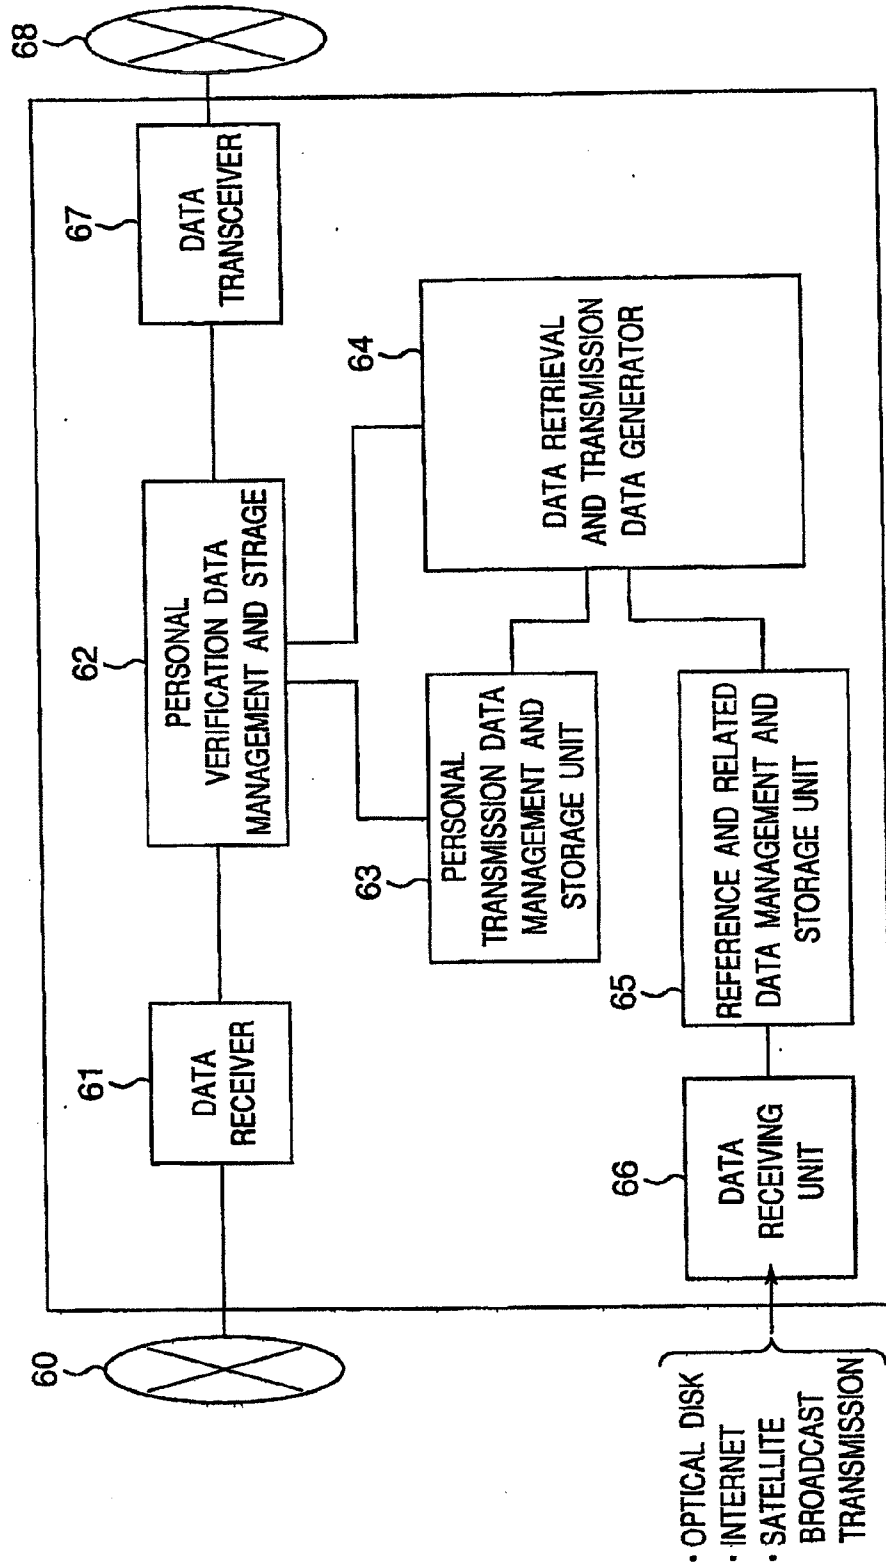 60
61
DATA
RECEIVER
62
PERSONAL
VERIFICATION DATA
MANAGEMENT AND STRAGE
67
DATA
TRANSCEIVER
68
63
PERSONAL
TRANSMISSION DATA
MANAGEMENT AND
STORAGE UNIT
64
DATA RETRIEVAL
AND TRANSMISSION
DATA GENERATOR
66
DATA
RECEIVING
UNIT
65
REFERENCE AND RELATED
DATA MANAGEMENT AND
STORAGE UNIT
· OPTICAL DISK
· INTERNET
· SATELLITE
BROADCAST
TRANSMISSION